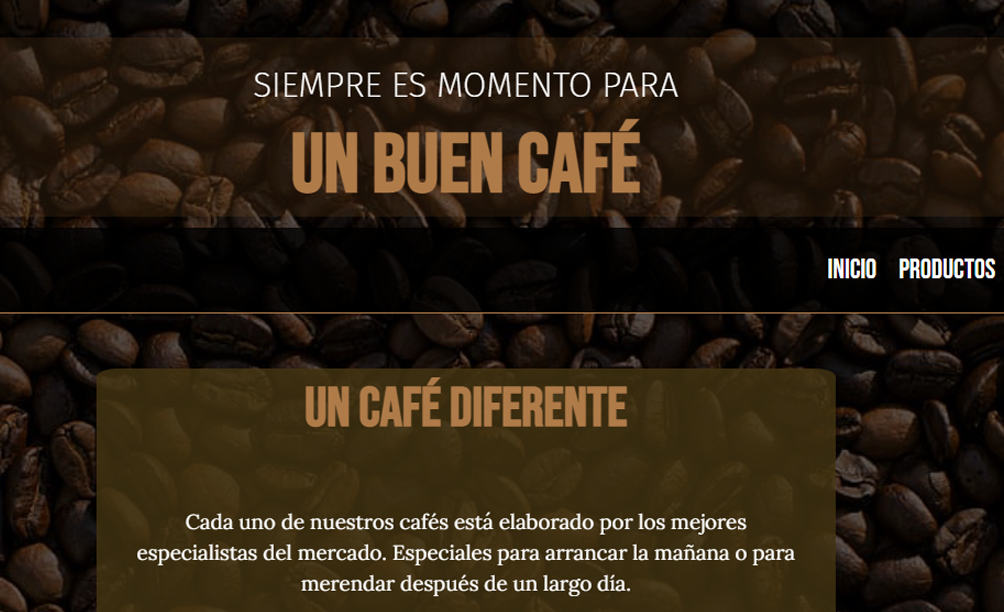 SIEMPRE ES MOMENTO PARA
UN BUEN CAFÉ
INICIO PRODUCTOS
UN CAFÉ DIFERENTE
Cada uno de nuestros cafés está elaborado por los mejores
especialistas del mercado. Especiales para arrancar la mañana o para
merendar después de un largo día.